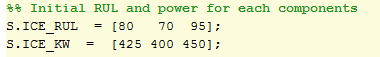 %% Initial RUL and power for each components
S.ICE_RUL = [80 70 95];
S.ICE_KW = [425 400 450];